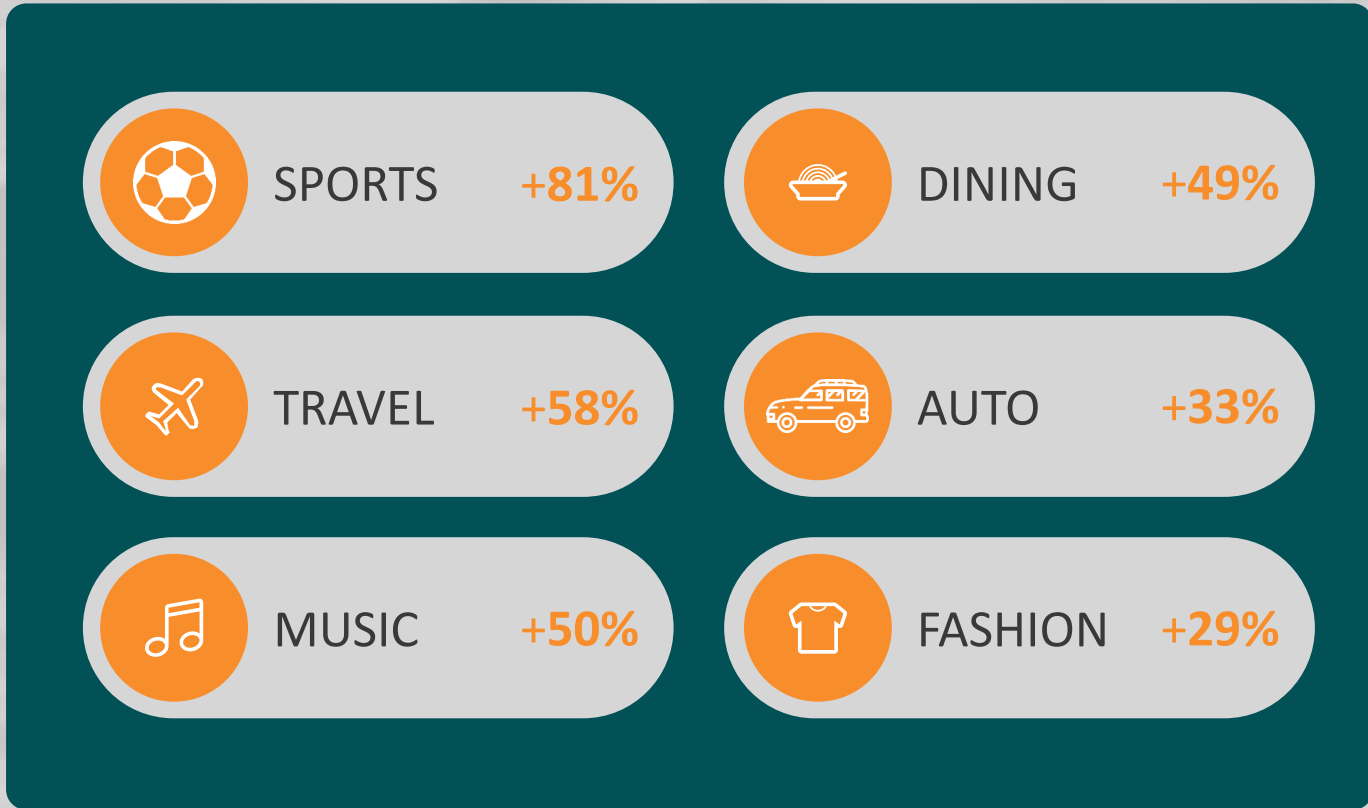 SPORTS +81%
DINING +49%
TRAVEL +58%
AUTO +33%
MUSIC +50%
FASHION +29%